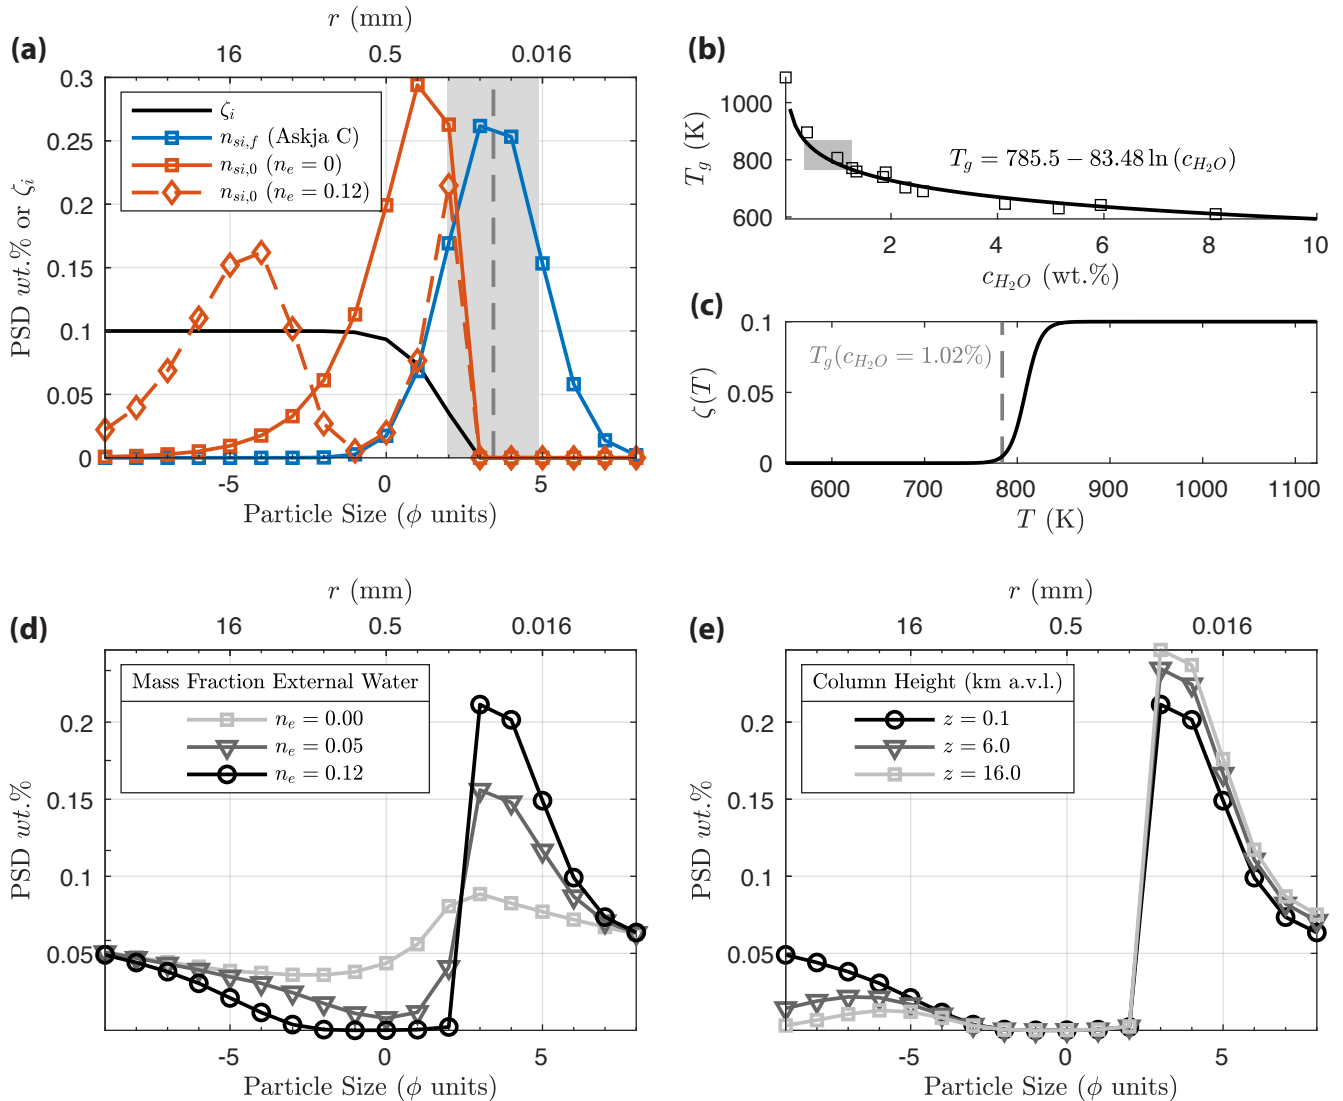 (a)
r (mm)
16 0.5 0.016
0.3
0.25
0.2
0.15
0.1
0.05
0
PSD wt.% or ζi
ζi
nsi,f (Askja C)
nsi,0 (ne = 0)
nsi,0 (ne = 0.12)
-5 0 5
Particle Size (ϕ units)
(b)
1000
800
600
Tg (K)
Tg = 785.5 − 83.48 ln (cH2O)
2 4 6 8 10
cH2O (wt.%)
(c)
0.1
0.05
0
ζ(T)
Tg(cH2O = 1.02%)
600 700 800 900 1000 1100
T (K)
(d)
r (mm)
16 0.5 0.016
Mass Fraction External Water
ne = 0.00
ne = 0.05
ne = 0.12
0.2
0.15
0.1
0.05
PSD wt.%
-5 0 5
Particle Size (ϕ units)
(e)
r (mm)
16 0.5 0.016
Column Height (km a.v.l.)
z = 0.1
z = 6.0
z = 16.0
0.2
0.15
0.1
0.05
PSD wt.%
-5 0 5
Particle Size (ϕ units)